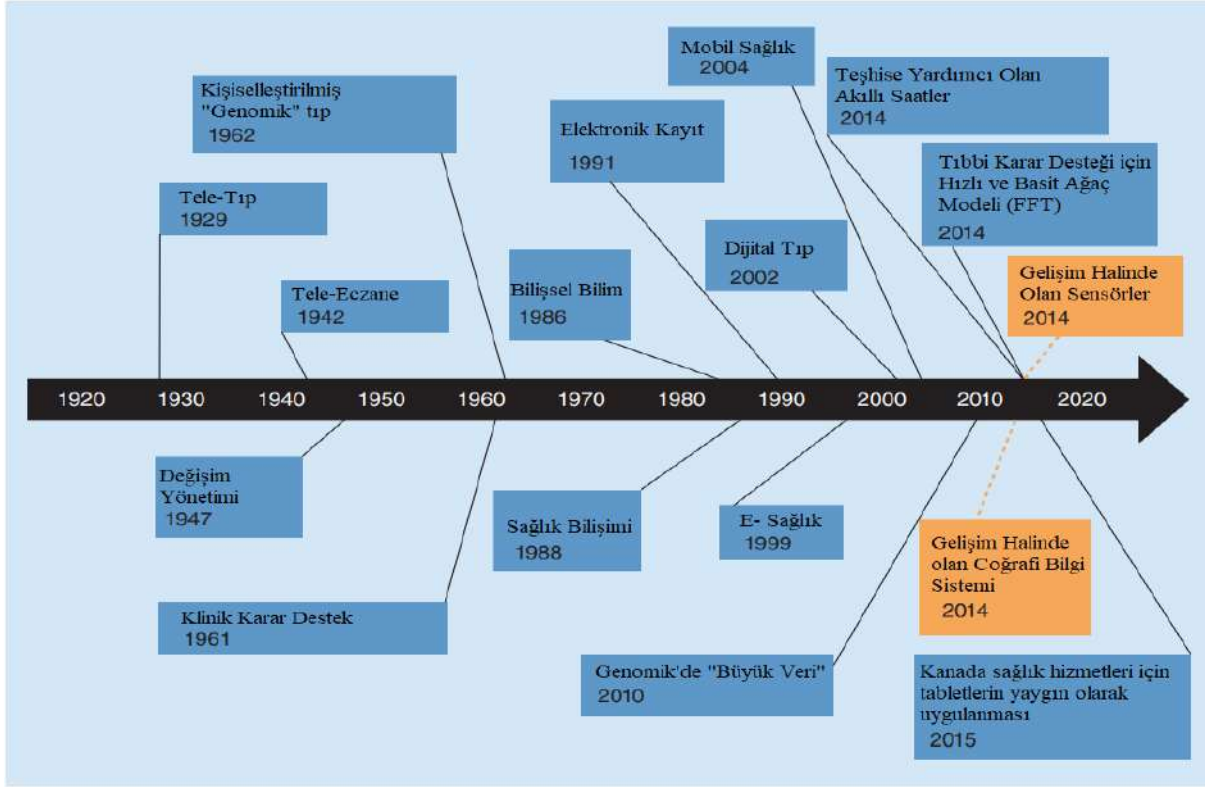 Mobil Sağlık
2004
Teşhise Yardımcı Olan
Akıllı Saatler
2014
Kişiselleştirilmiş
"Genomik" tıp
1962
Elektronik Kayıt
1991
Tıbbi Karar Desteği için
Hızlı ve Basit Ağaç
Modeli (FFT)
2014
Tele-Tıp
1929
Dijital Tıp
2002
Gelişim Halinde
Olan Sensörler
2014
Tele-Eczane
1942
Bilişsel Bilim
1986
1920 1930 1940 1950 1960 1970 1980 1990 2000 2010 2020
Değişim
Yönetimi
1947
Sağlık Bilişimi
1988
E- Sağlık
1999
Gelişim Halinde
olan Coğrafi Bilgi
Sistemi
2014
Klinik Karar Destek
1961
Genomik'de "Büyük Veri"
2010
Kanada sağlık hizmetleri için
tabletlerin yaygın olarak
uygulanması
2015